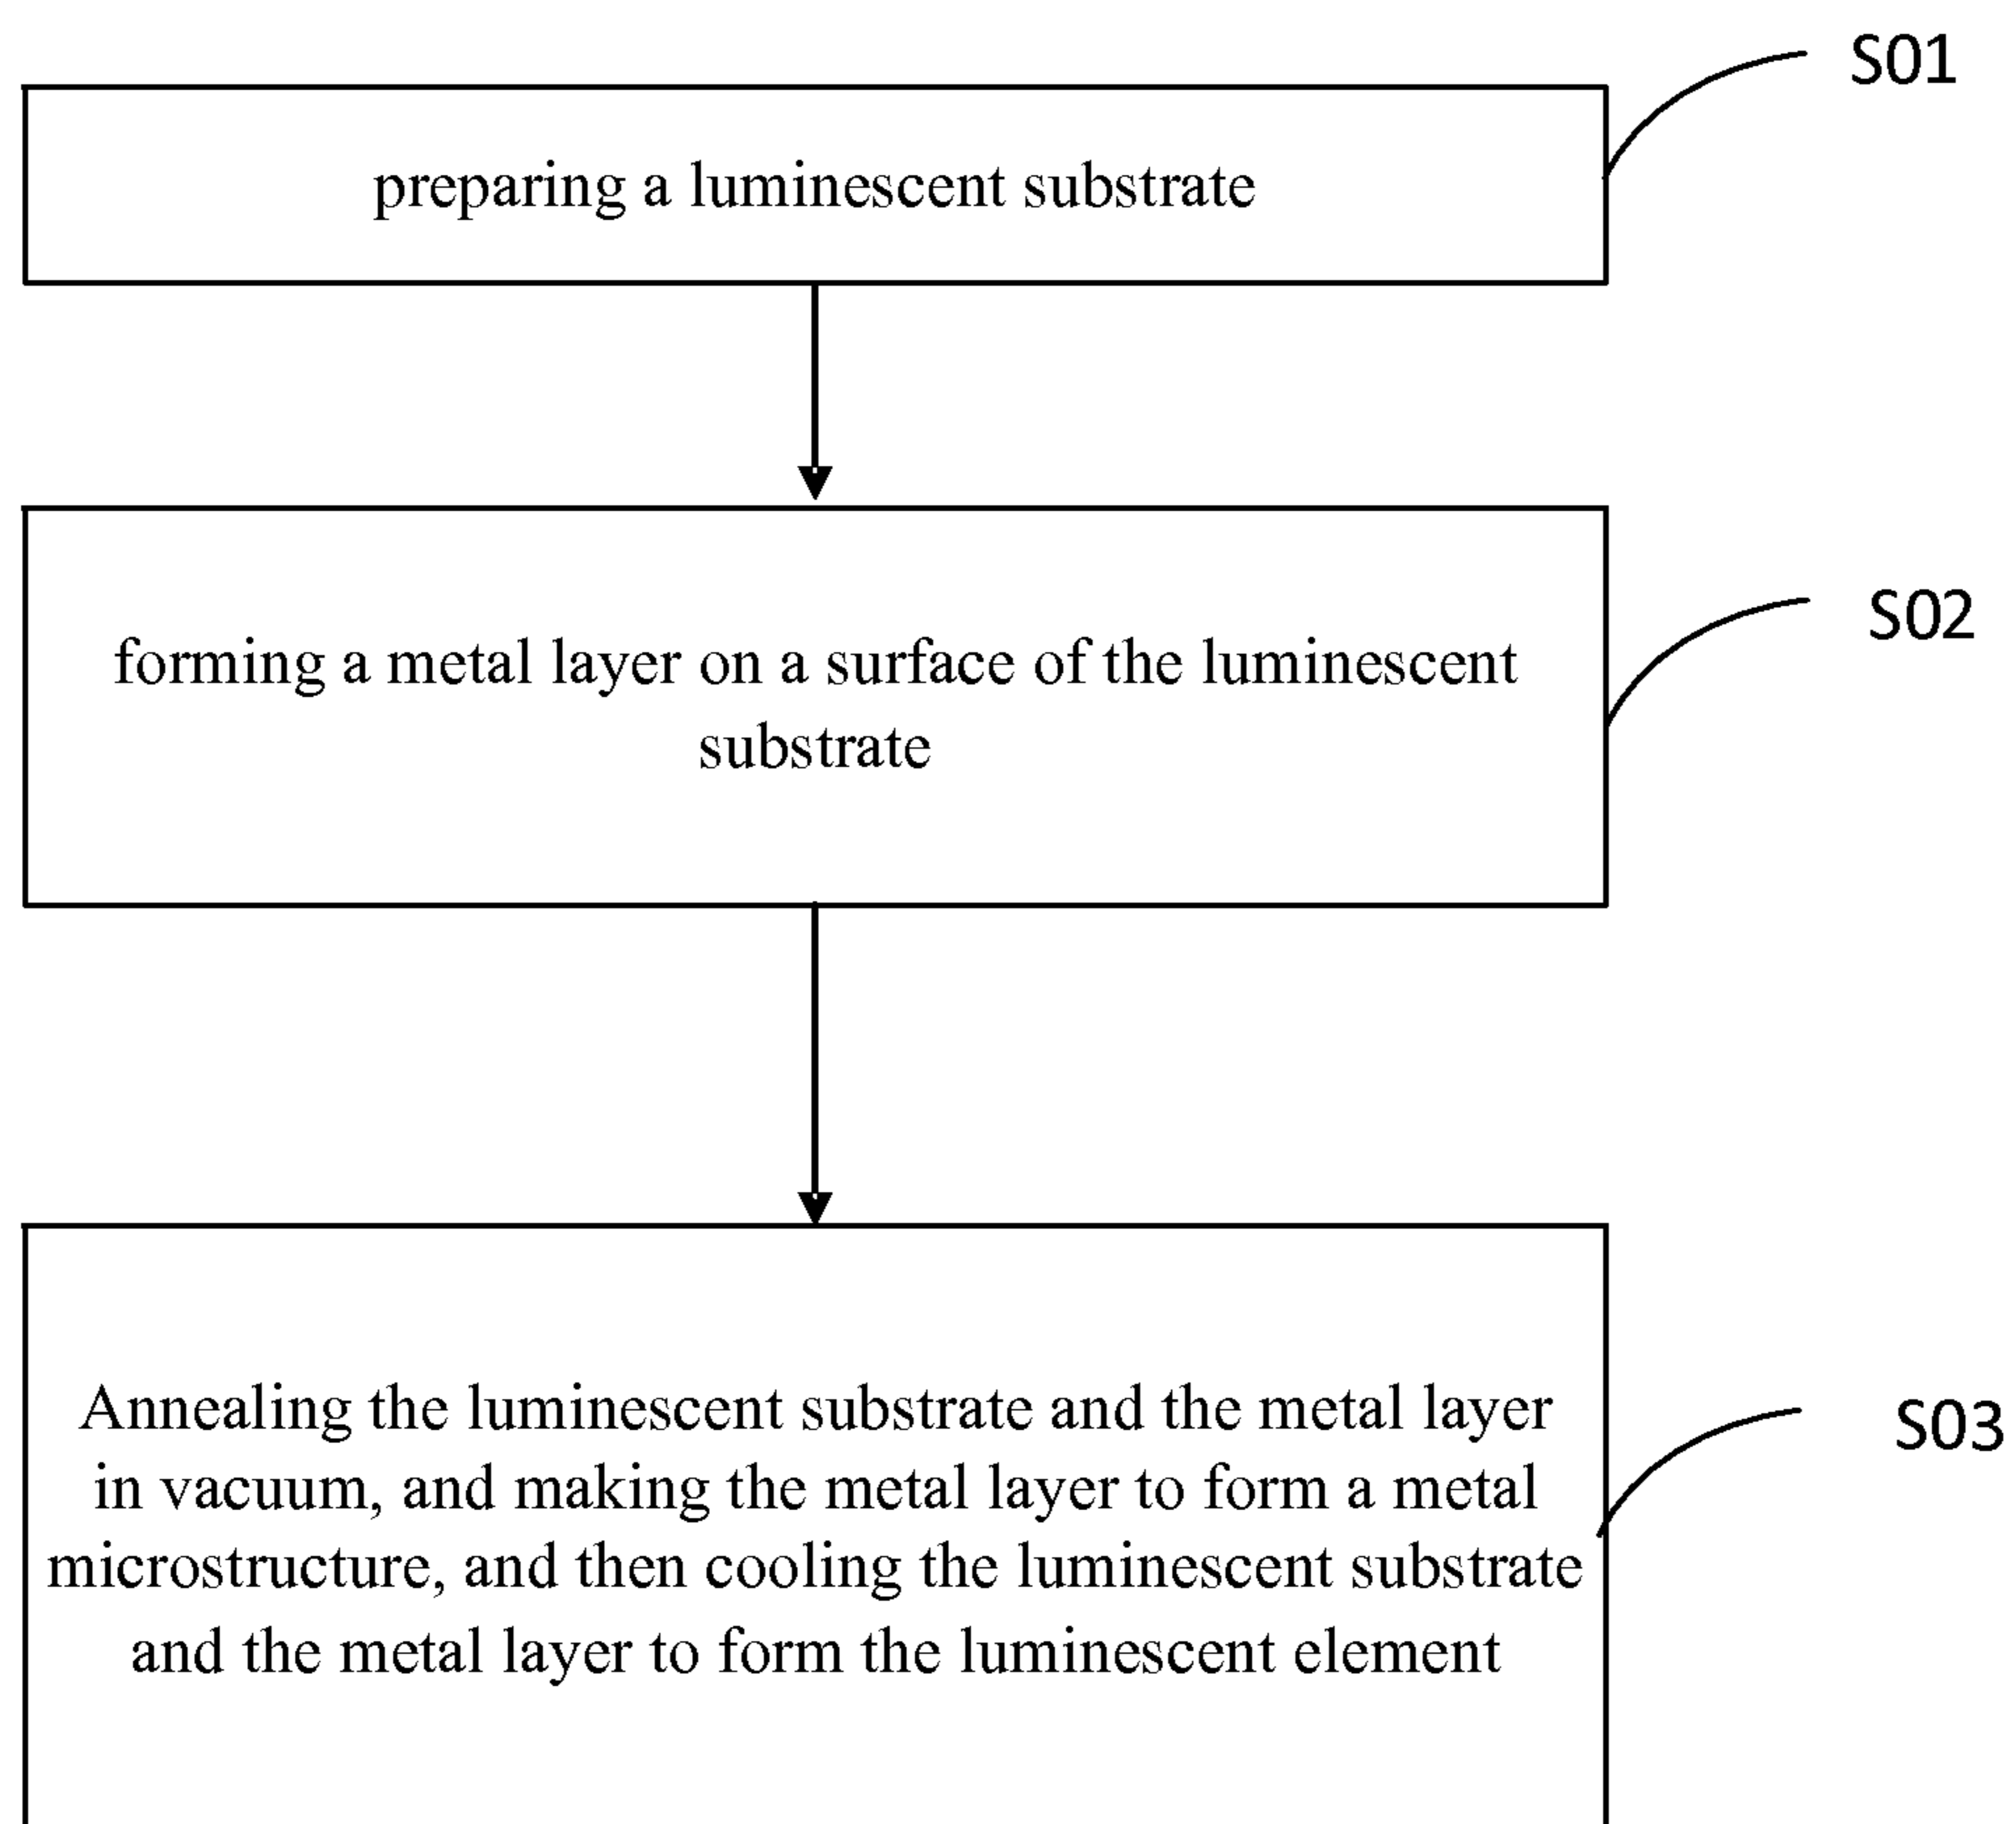 S01
preparing a luminescent substrate
S02
forming a metal layer on a surface of the luminescent
substrate
S03
Annealing the luminescent substrate and the metal layer
in vacuum, and making the metal layer to form a metal
microstructure, and then cooling the luminescent substrate
and the metal layer to form the luminescent element